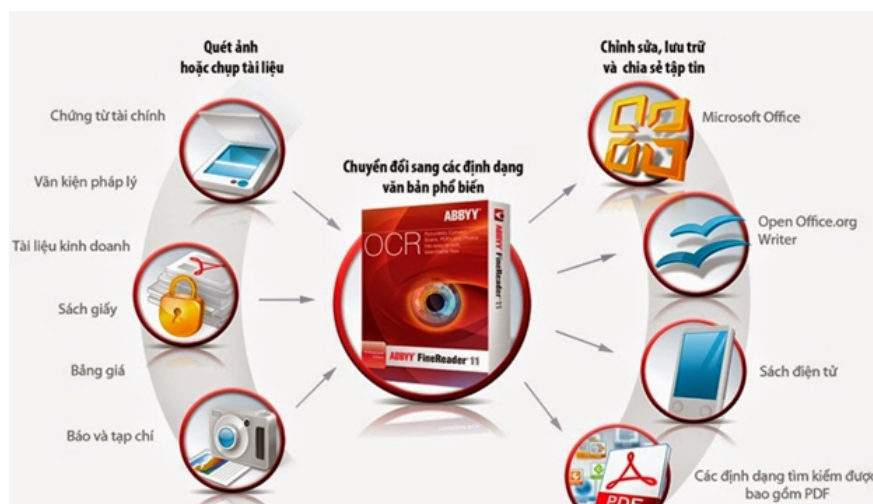 Quét ảnh
hoặc chụp tài liệu
Chứng từ tài chính
Văn kiện pháp lý
Tài liệu kinh doanh
Sách giấy
Bảng giá
Báo và tạp chí
Chuyển đổi sang các định dạng
văn bản phổ biến
ABBYY
OCR
ABBYY FineReader 11
ABBYY FineReader 11
Chỉnh sửa, lưu trữ
và chia sẻ tập tin
Microsoft Office
Open Office.org
Writer
Sách điện tử
Các định dạng tìm kiếm được
bao gồm PDF
PDF